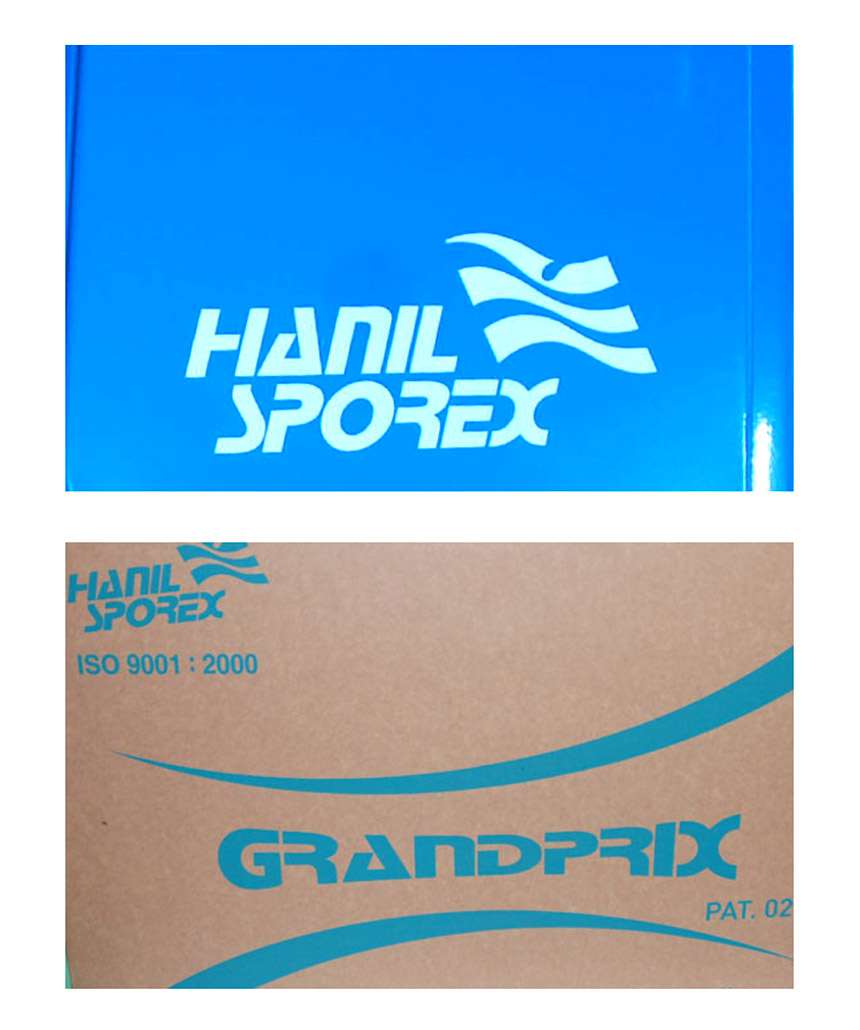 HANIL
SPOREX
HANIL
SPOREX
ISO 9001 : 2000
GRANDPRIX
PAT. 02